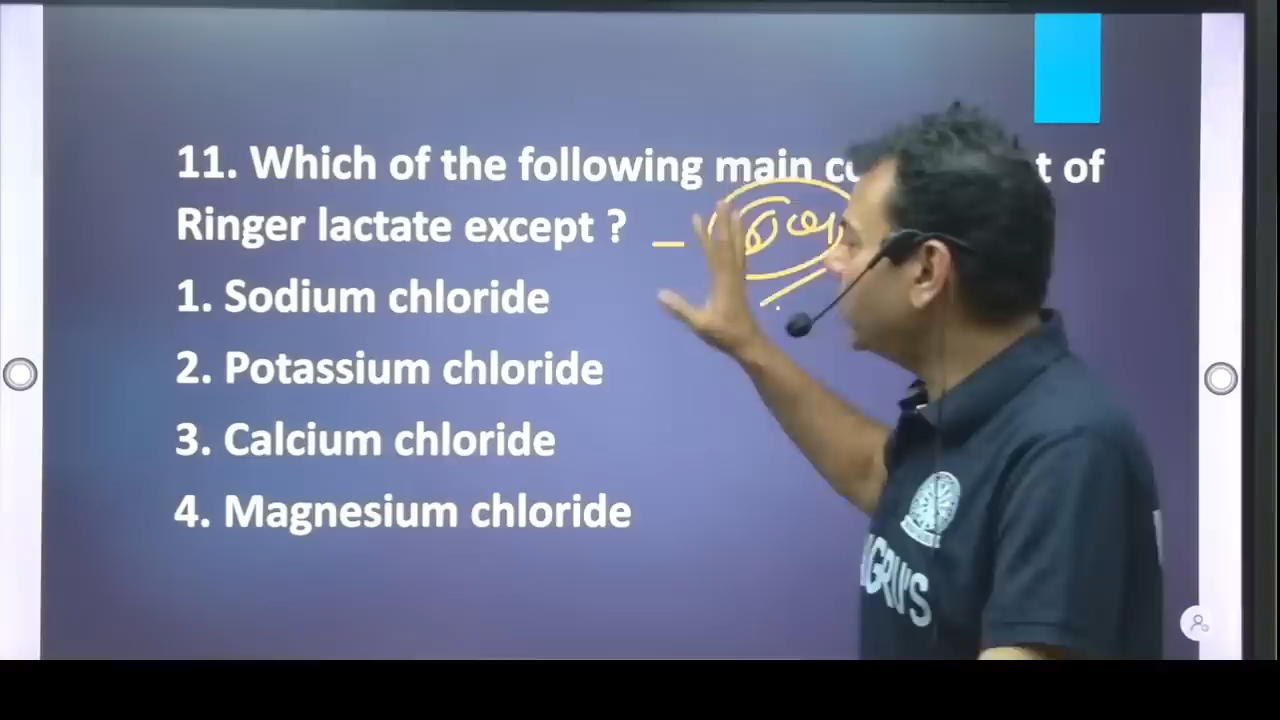 11. Which of the following main t of
Ringer lactate except ?
1. Sodium chloride
2. Potassium chloride
3. Calcium chloride
4. Magnesium chloride